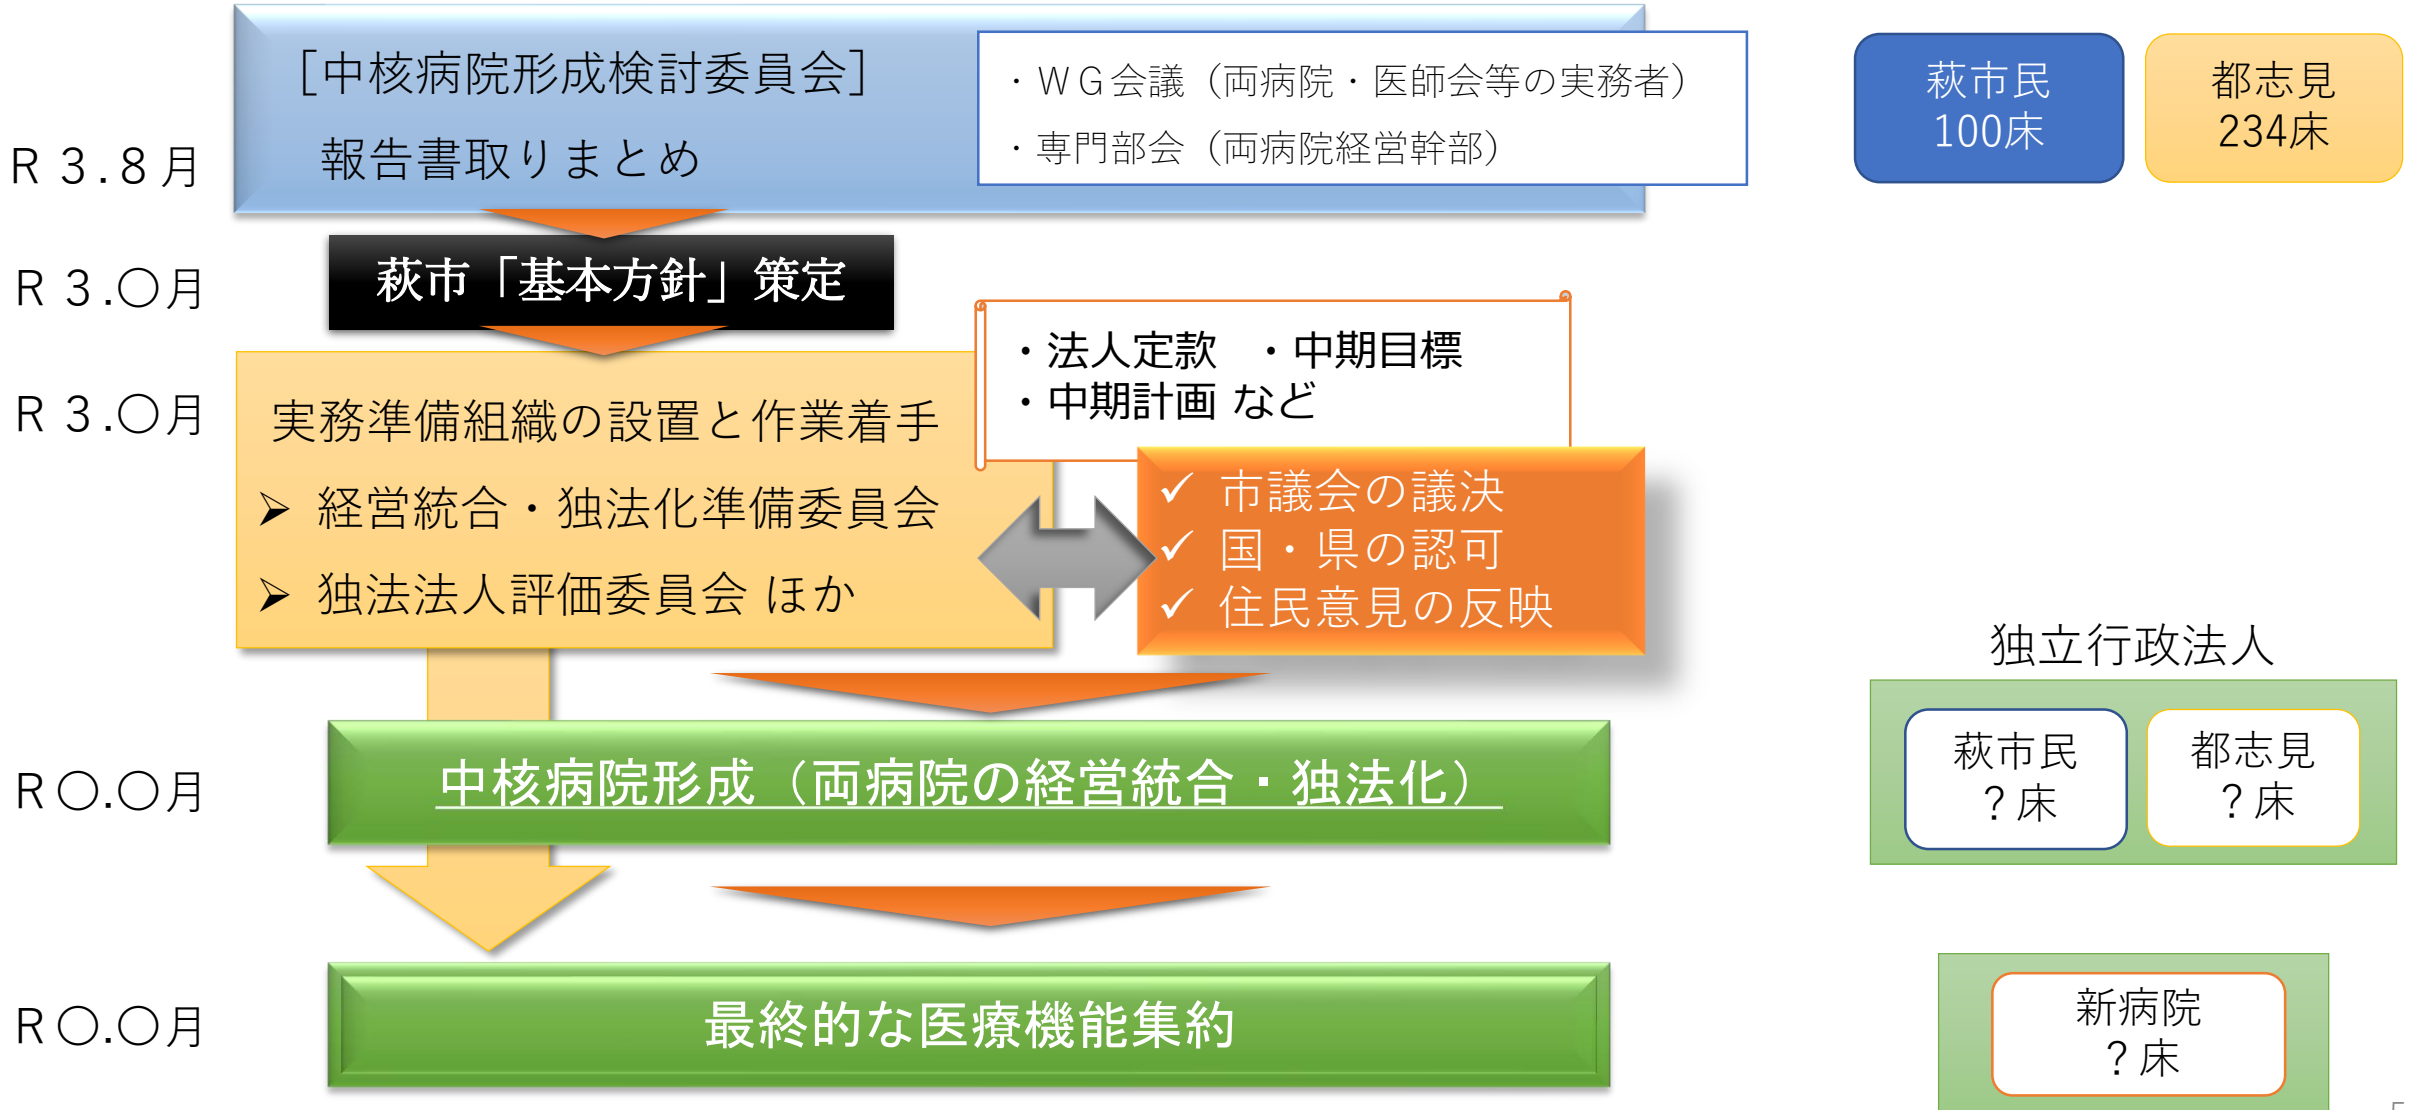 ［中核病院形成検討委員会］
報告書取りまとめ
・ＷＧ会議（両病院・医師会等の実務者）
・専門部会（両病院経営幹部）
萩市民
100床
都志見
234床
Ｒ３.８月
Ｒ３.〇月
萩市「基本方針」策定
Ｒ３.〇月
実務準備組織の設置と作業着手
➢ 経営統合・独法化準備委員会
➢ 独法法人評価委員会 ほか
・法人定款　・中期目標
・中期計画 など
✓ 市議会の議決
✓ 国・県の認可
✓ 住民意見の反映
独立行政法人
Ｒ〇.〇月
中核病院形成（両病院の経営統合・独法化）
萩市民
？床
都志見
？床
Ｒ〇.〇月
最終的な医療機能集約
新病院
？床